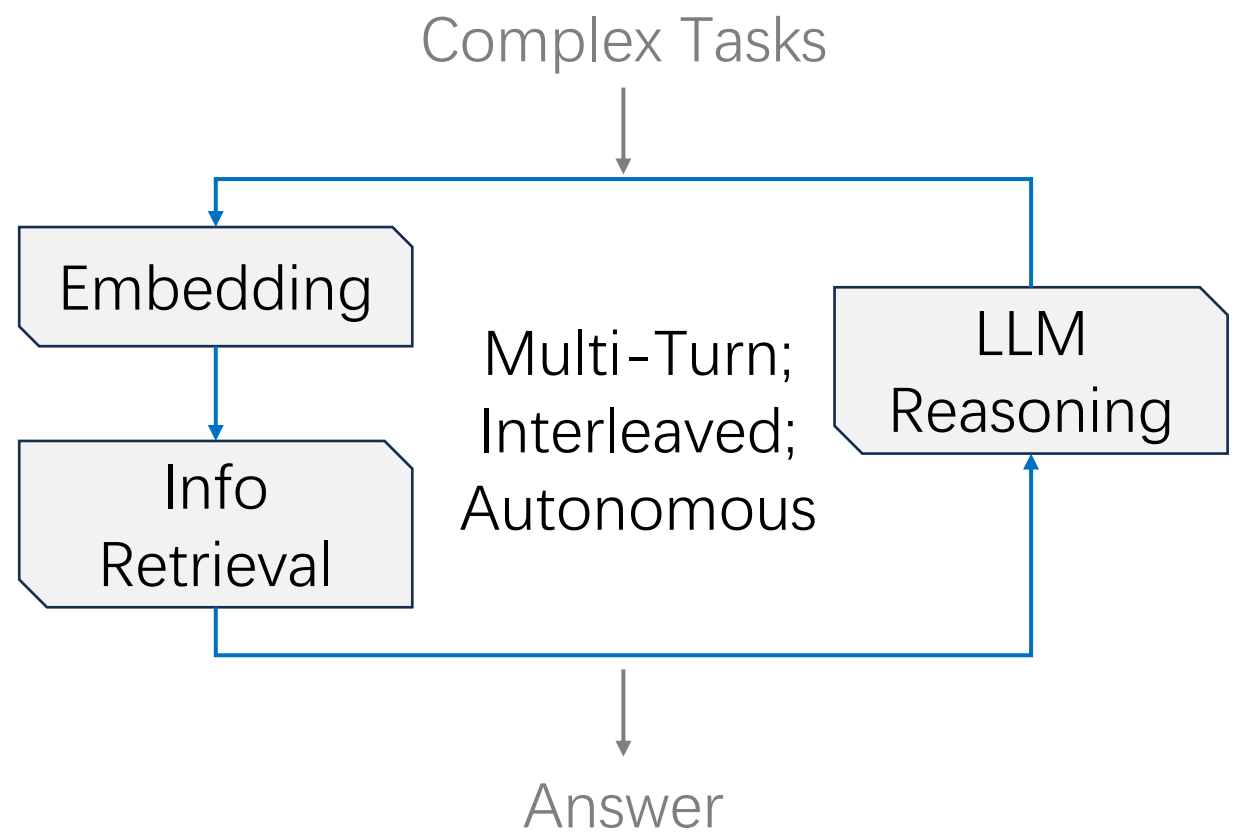 Complex Tasks
Embedding
Info
Retrieval
Multi-Turn;
Interleaved;
Autonomous
LLM
Reasoning
Answer